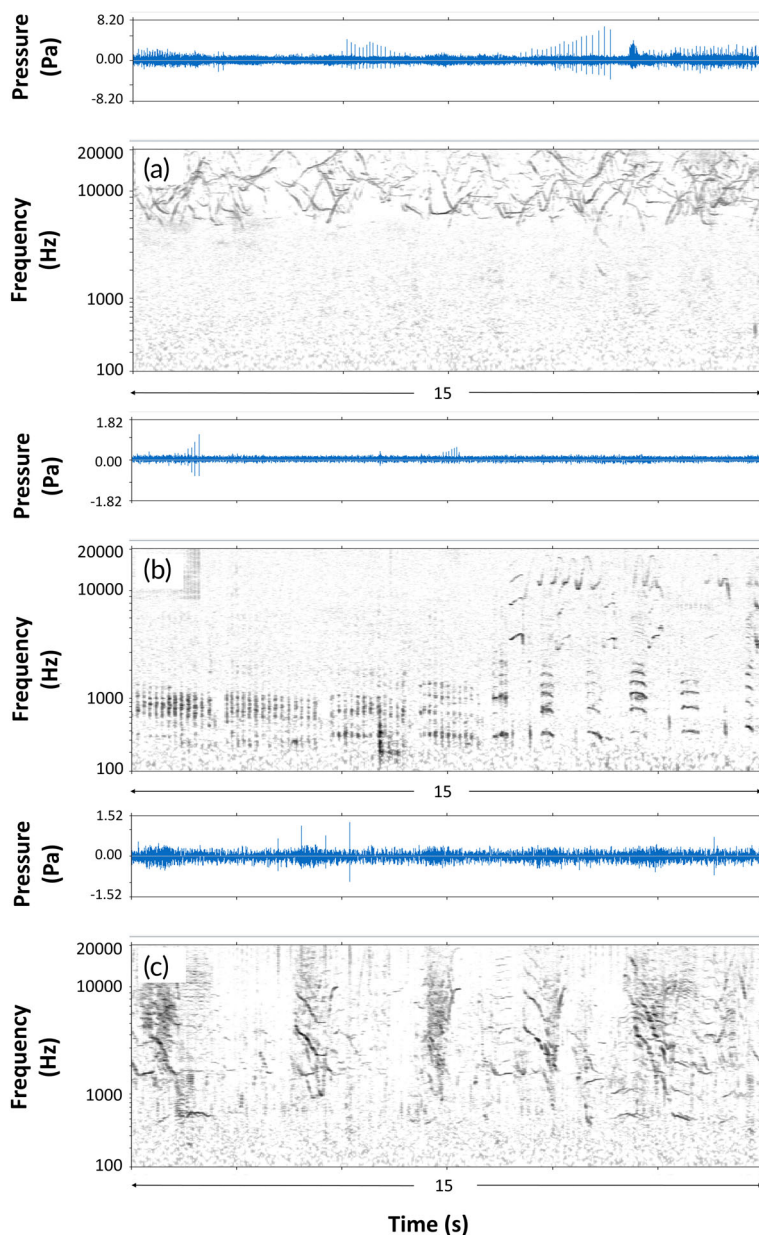 Pressure
(Pa)
8.20
0.00
-8.20
Frequency
(Hz)
20000
10000
1000
100
(a)
15
Pressure
(Pa)
1.82
0.00
-1.82
Frequency
(Hz)
20000
10000
1000
100
(b)
15
Pressure
(Pa)
1.52
0.00
-1.52
Frequency
(Hz)
20000
10000
1000
100
(c)
15
Time (s)